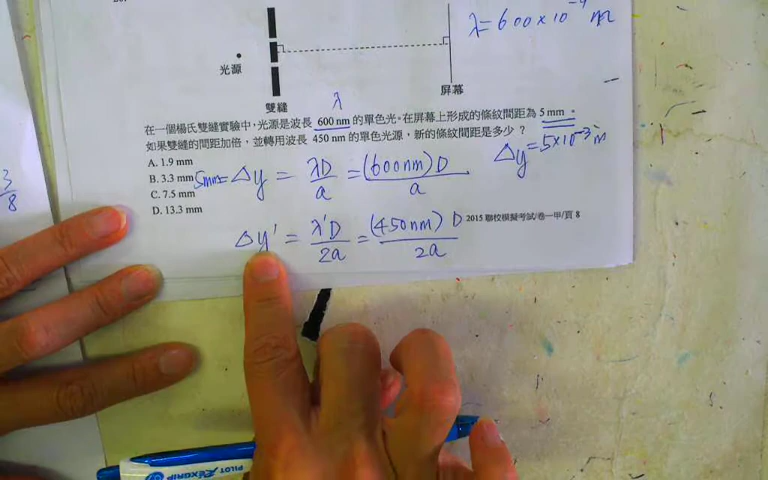 λ=600×10⁻⁹m
光源
雙縫
屏幕
λ
在一個楊氏雙縫實驗中，光源是波長 600 nm 的單色光。在屏幕上形成的條紋間距為 5 mm。
如果雙縫的間距加倍，並轉用波長 450 nm 的單色光源，新的條紋間距是多少？
Δy=5×10⁻³m
A. 1.9 mm
B. 3.3 mm
C. 7.5 mm
D. 13.3 mm
5mm=Δy = λD/a = (600nm)D/a
Δy' = λ'D/2a = (450nm)D/2a
2015 聯校模擬考試/卷一甲/頁 8
3/8
PILOT REXGRIP